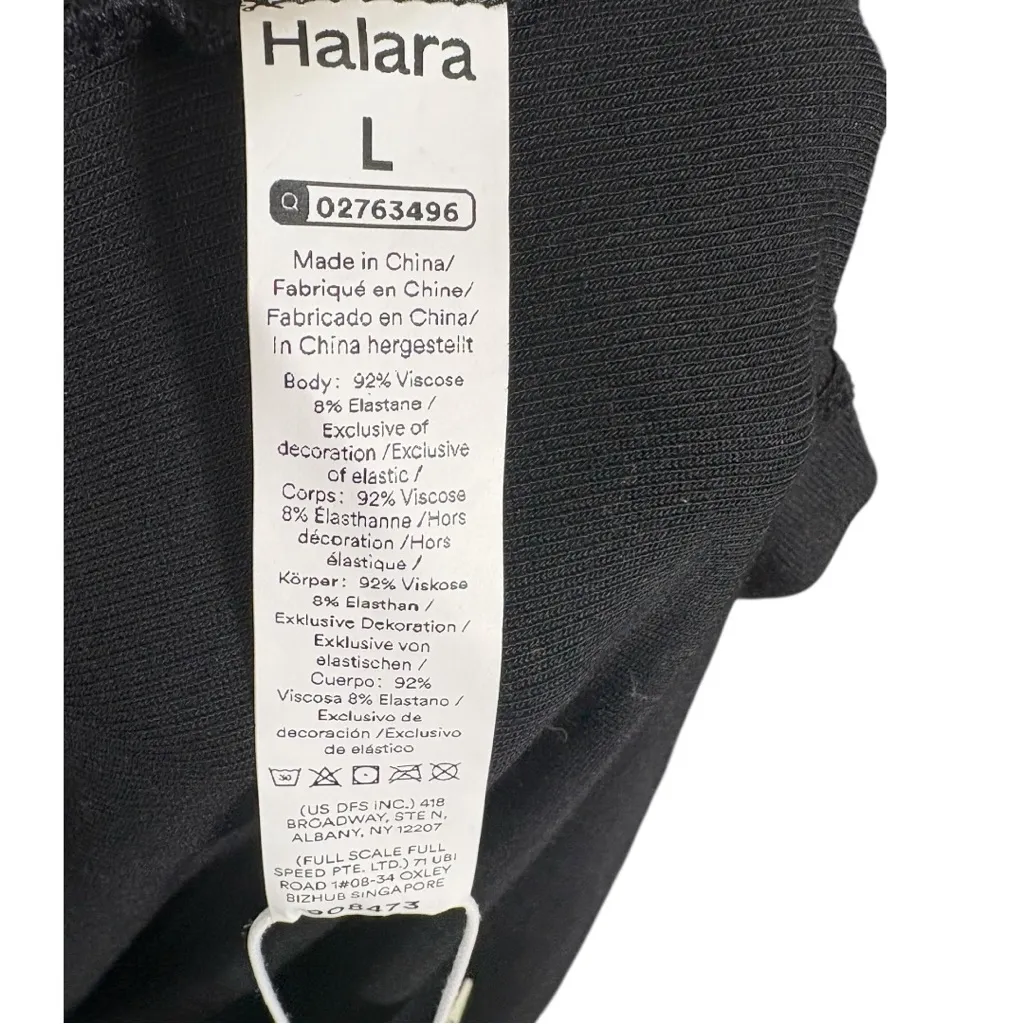 Halara
L
02763496
Made in China/
Fabriqué en Chine/
Fabricado en China/
In China hergestellt
Body: 92% Viscose
8% Elastane /
Exclusive of
decoration /Exclusive
of elastic /
Corps: 92% Viscose
8% Élasthanne /Hors
décoration /Hors
élastique /
Körper: 92% Viskose
8% Elasthan /
Exklusive Dekoration /
Exklusive von
elastischen /
Cuerpo: 92%
Viscosa 8% Elastano /
Exclusivo de
decoración /Exclusivo
de elástico
30
(US DFS INC.) 418
BROADWAY, STE N,
ALBANY, NY 12207
(FULL SCALE FULL
SPEED PTE. LTD.) 71 UBI
ROAD 1#08-34 OXLEY
BIZHUB SINGAPORE
908473